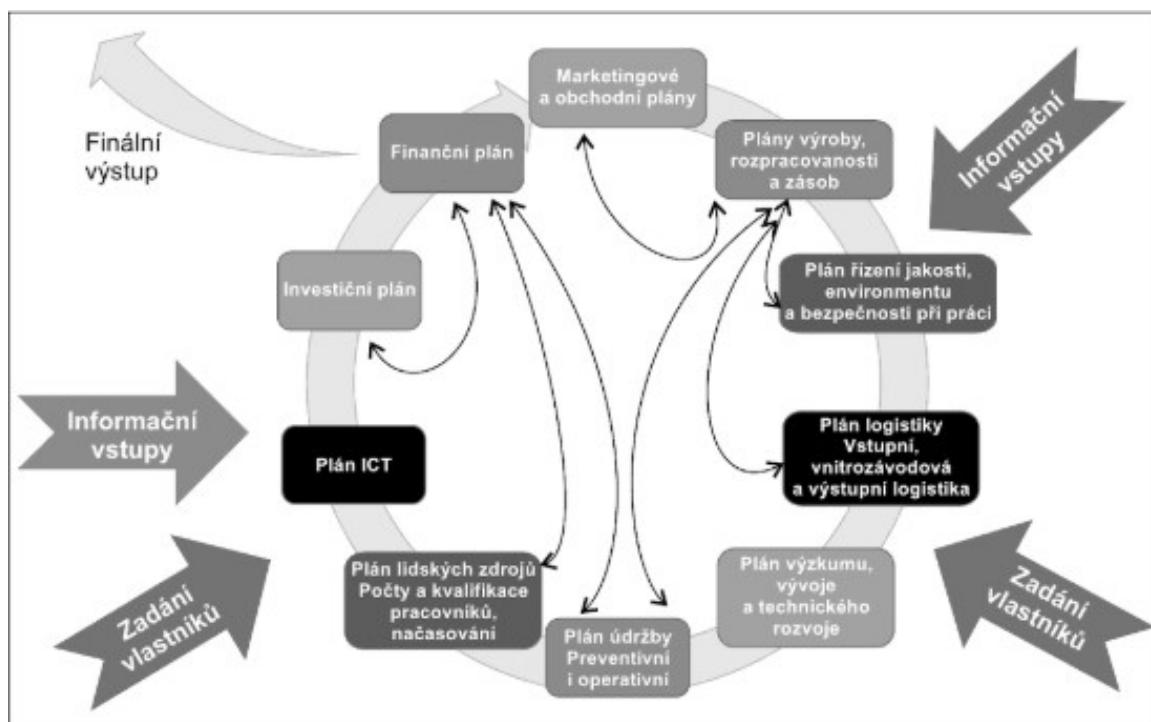 Marketingové
a obchodní plány
Finální
výstup
Finanční plán
Plány výroby,
rozpracovanosti
a zásob
Informační
vstupy
Investiční plán
Plán řízení jakosti,
environmentu
a bezpečnosti při práci
Informační
vstupy
Plán ICT
Plán logistiky
Vstupní,
vnitrozávodová
a výstupní logistika
Zadání
vlastníků
Plán lidských zdrojů
Počty a kvalifikace
pracovníků,
načasování
Plán údržby
Preventivní
i operativní
Plán výzkumu,
vývoje
a technického
rozvoje
Zadání
vlastníků